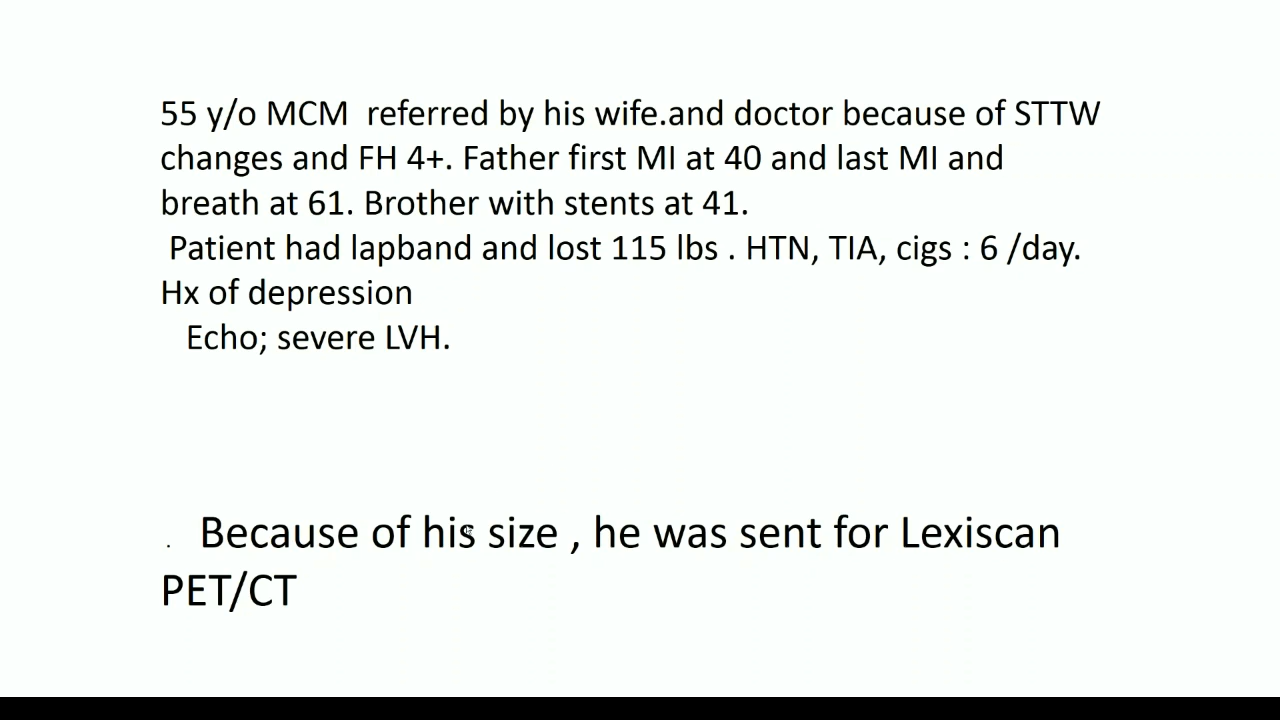 55 y/o MCM  referred by his wife.and doctor because of STTW
changes and FH 4+. Father first MI at 40 and last MI and
breath at 61. Brother with stents at 41.
Patient had lapband and lost 115 lbs . HTN, TIA, cigs : 6 /day.
Hx of depression
Echo; severe LVH.
.   Because of his size , he was sent for Lexiscan
PET/CT